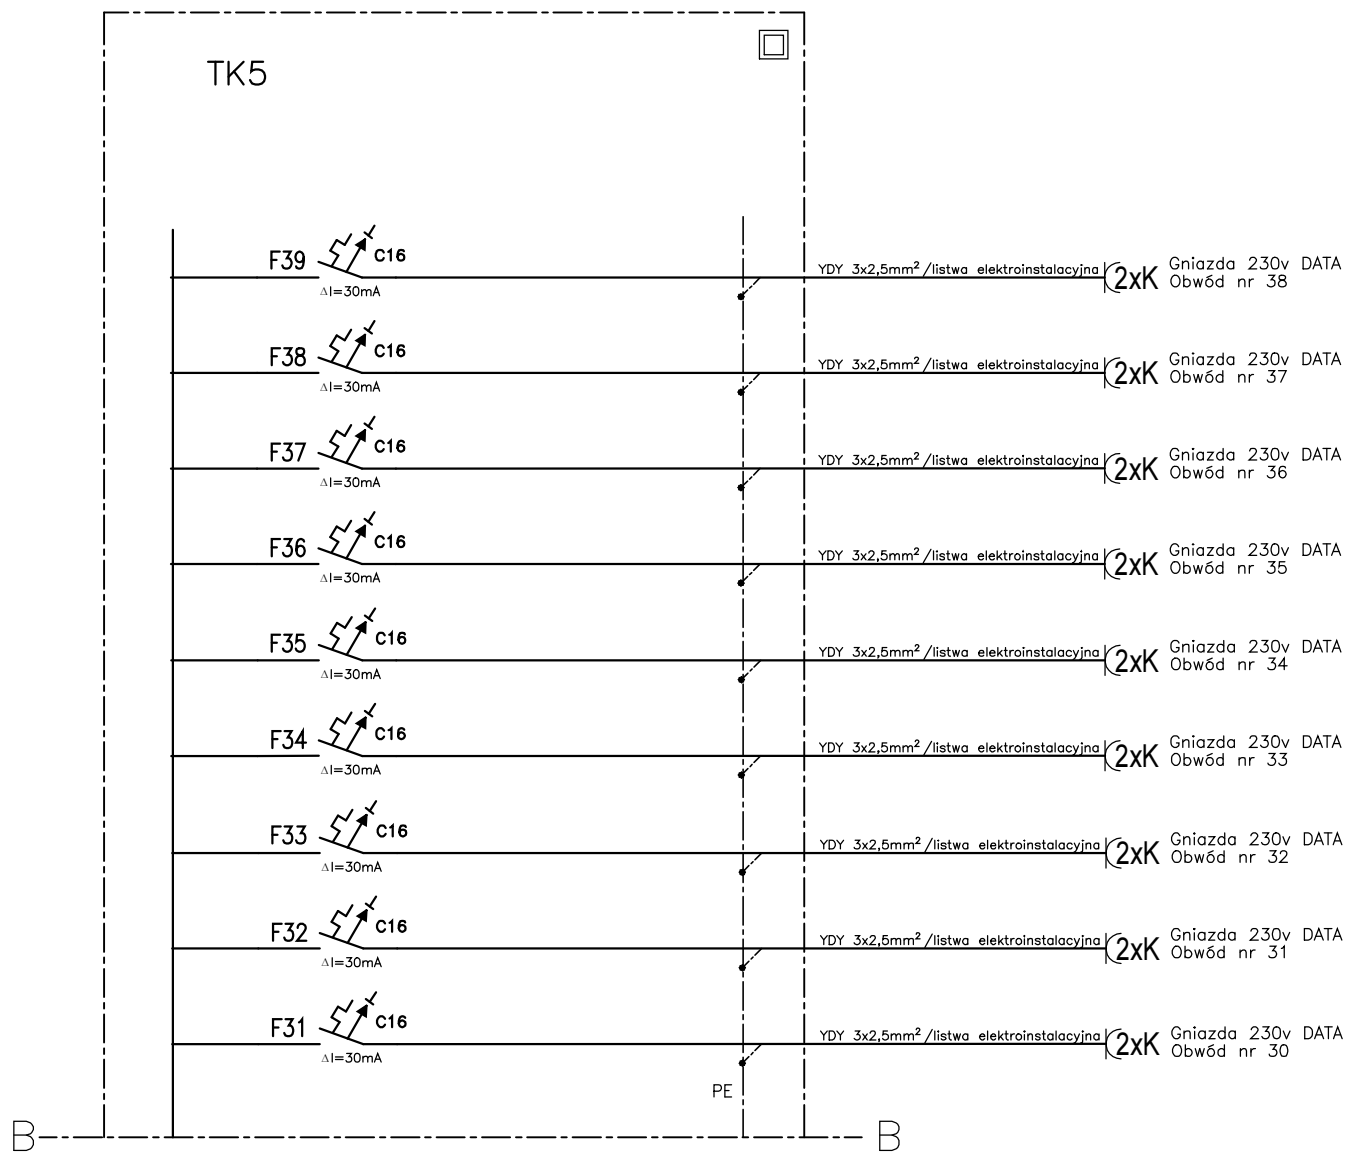 TK5
F39
C16
ΔI=30mA
YDY 3x2,5mm²/listwa elektroinstalacyjna
2xK
Gniazda 230v DATA
Obwód nr 38
F38
C16
ΔI=30mA
YDY 3x2,5mm²/listwa elektroinstalacyjna
2xK
Gniazda 230v DATA
Obwód nr 37
F37
C16
ΔI=30mA
YDY 3x2,5mm²/listwa elektroinstalacyjna
2xK
Gniazda 230v DATA
Obwód nr 36
F36
C16
ΔI=30mA
YDY 3x2,5mm²/listwa elektroinstalacyjna
2xK
Gniazda 230v DATA
Obwód nr 35
F35
C16
ΔI=30mA
YDY 3x2,5mm²/listwa elektroinstalacyjna
2xK
Gniazda 230v DATA
Obwód nr 34
F34
C16
ΔI=30mA
YDY 3x2,5mm²/listwa elektroinstalacyjna
2xK
Gniazda 230v DATA
Obwód nr 33
F33
C16
ΔI=30mA
YDY 3x2,5mm²/listwa elektroinstalacyjna
2xK
Gniazda 230v DATA
Obwód nr 32
F32
C16
ΔI=30mA
YDY 3x2,5mm²/listwa elektroinstalacyjna
2xK
Gniazda 230v DATA
Obwód nr 31
F31
C16
ΔI=30mA
YDY 3x2,5mm²/listwa elektroinstalacyjna
2xK
Gniazda 230v DATA
Obwód nr 30
PE
B
B